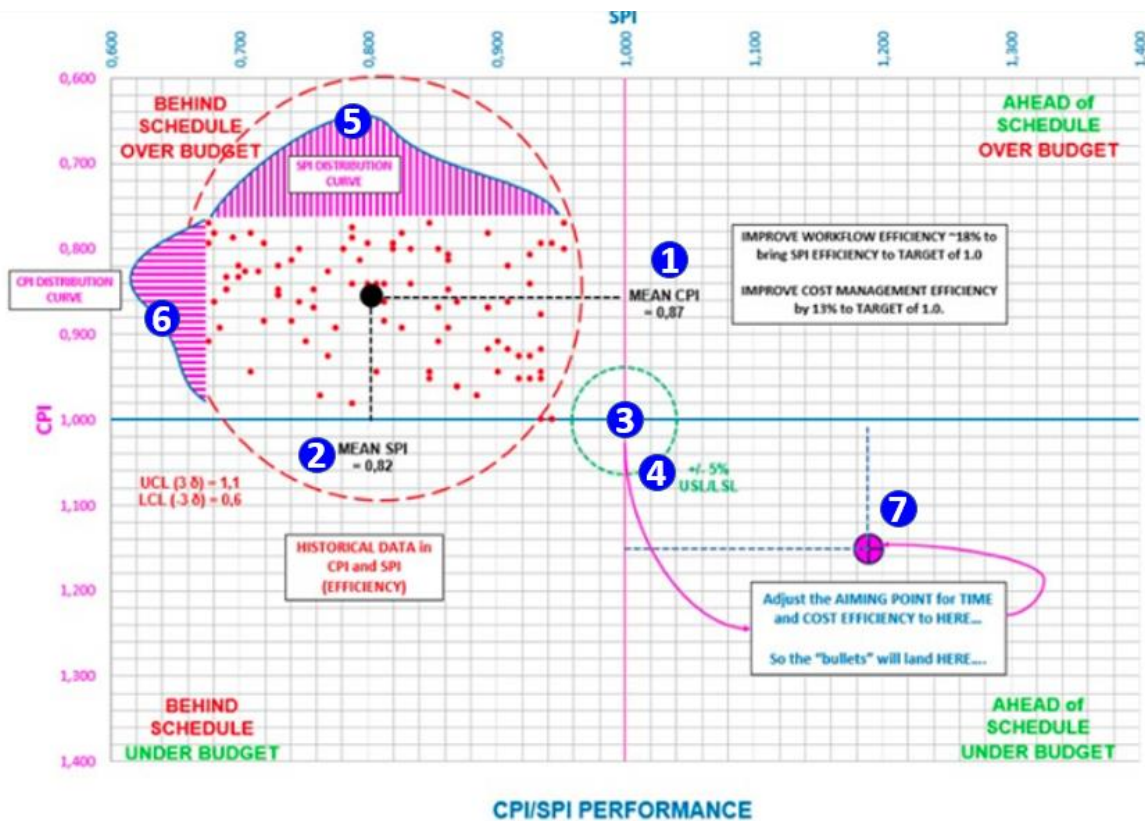 SPI
0,600
0,700
0,800
0,900
1,000
1,100
1,200
1,300
1,400
0,600
0,700
0,800
0,900
1,000
1,100
1,200
1,300
1,400
CPI
BEHIND
SCHEDULE
OVER BUDGET
5
SPI DISTRIBUTION
CURVE
AHEAD of
SCHEDULE
OVER BUDGET
CPI DISTRIBUTION
CURVE
6
1
MEAN CPI
= 0,87
IMPROVE WORKFLOW EFFICIENCY ~18% to
bring SPI EFFICIENCY to TARGET of 1.0
IMPROVE COST MANAGEMENT EFFICIENCY
by 13% to TARGET of 1.0.
3
2
MEAN SPI
= 0,82
4
+/- 5%
USL/LSL
UCL (3 δ) = 1,1
LCL (-3 δ) = 0,6
7
HISTORICAL DATA in
CPI and SPI
(EFFICIENCY)
Adjust the AIMING POINT for TIME
and COST EFFICIENCY to HERE...
So the "bullets" will land HERE....
BEHIND
SCHEDULE
UNDER BUDGET
AHEAD of
SCHEDULE
UNDER BUDGET
CPI/SPI PERFORMANCE